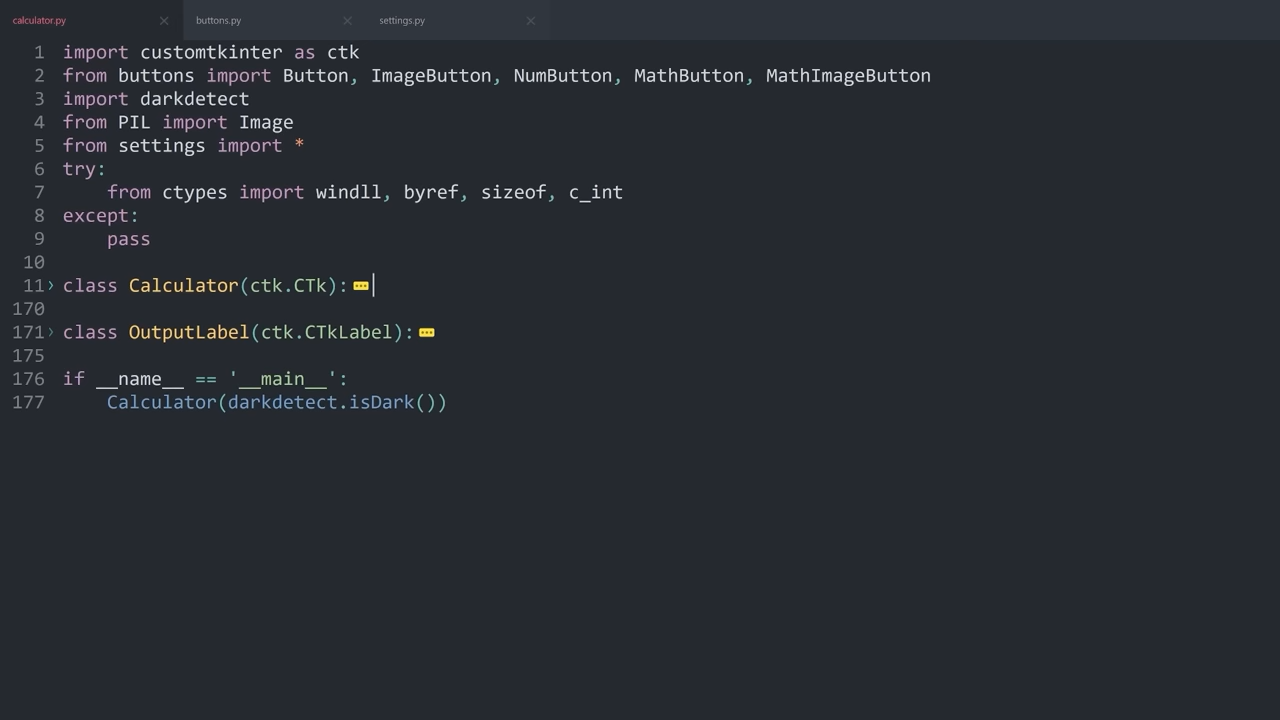 calculator.py buttons.py settings.py
1 import customtkinter as ctk
2 from buttons import Button, ImageButton, NumButton, MathButton, MathImageButton
3 import darkdetect
4 from PIL import Image
5 from settings import *
6 try:
7     from ctypes import windll, byref, sizeof, c_int
8 except:
9     pass
10
11 class Calculator(ctk.CTk):
170
171 class OutputLabel(ctk.CTkLabel):
175
176 if __name__ == '__main__':
177     Calculator(darkdetect.isDark())